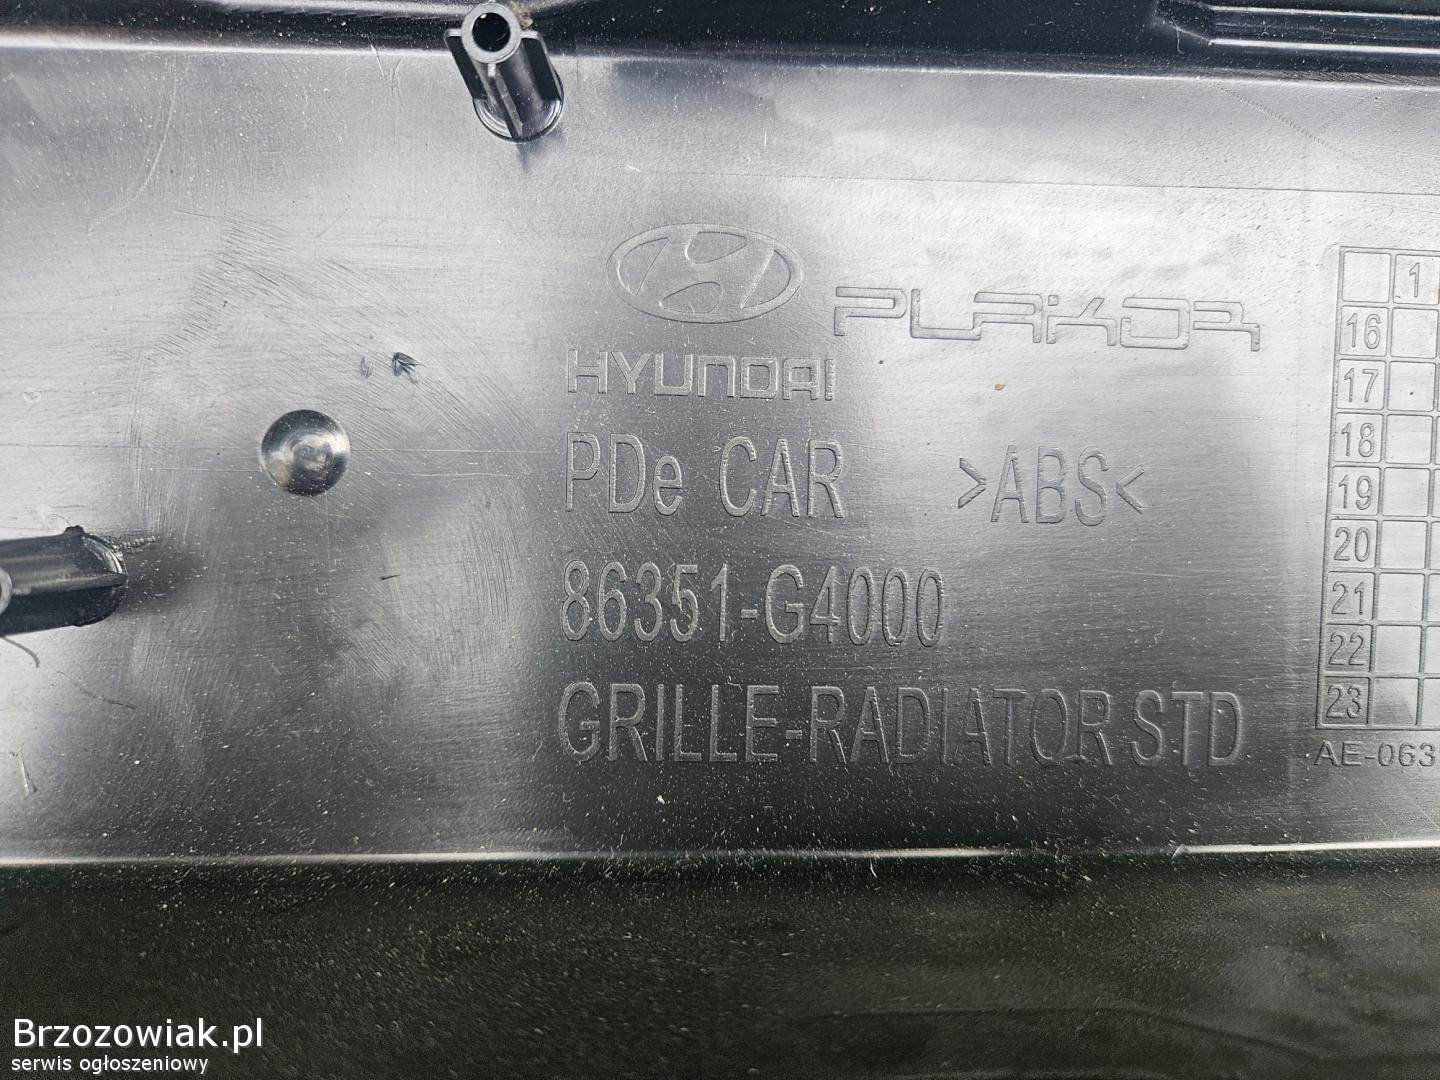 PLAKOR
HYUNDAI
PDe CAR >ABS<
86351-G4000
GRILLE-RADIATOR STD
1
16
17
18
19
20
21
22
23
AE-063
Brzozowiak.pl
serwis ogłoszeniowy